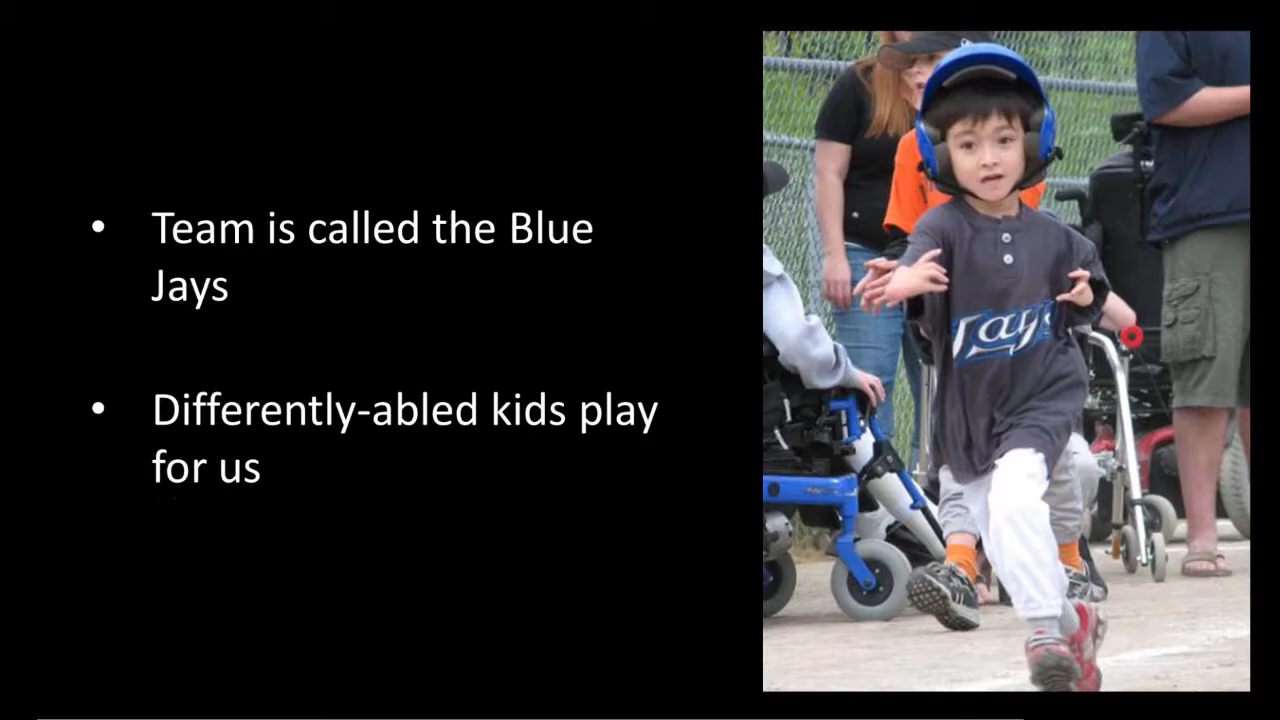 • Team is called the Blue
Jays
• Differently-abled kids play
for us
Jays